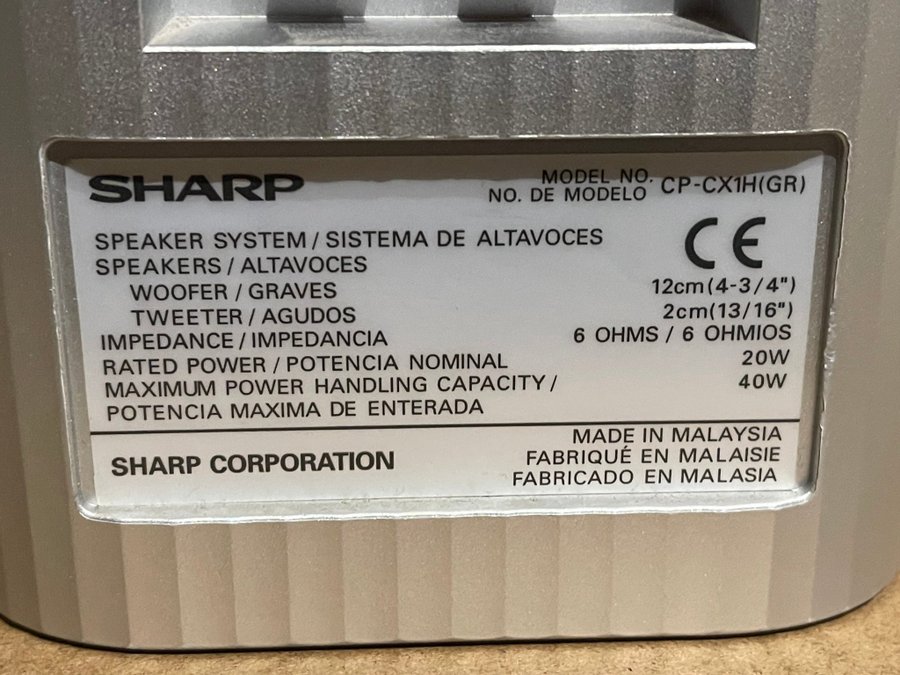 SHARP
MODEL NO.
NO. DE MODELO CP-CX1H(GR)
CE
SPEAKER SYSTEM / SISTEMA DE ALTAVOCES
SPEAKERS / ALTAVOCES
WOOFER / GRAVES 12cm(4-3/4")
TWEETER / AGUDOS 2cm(13/16")
IMPEDANCE / IMPEDANCIA 6 OHMS / 6 OHMIOS
RATED POWER / POTENCIA NOMINAL 20W
MAXIMUM POWER HANDLING CAPACITY / 40W
POTENCIA MAXIMA DE ENTERADA
SHARP CORPORATION
MADE IN MALAYSIA
FABRIQUÉ EN MALAISIE
FABRICADO EN MALASIA